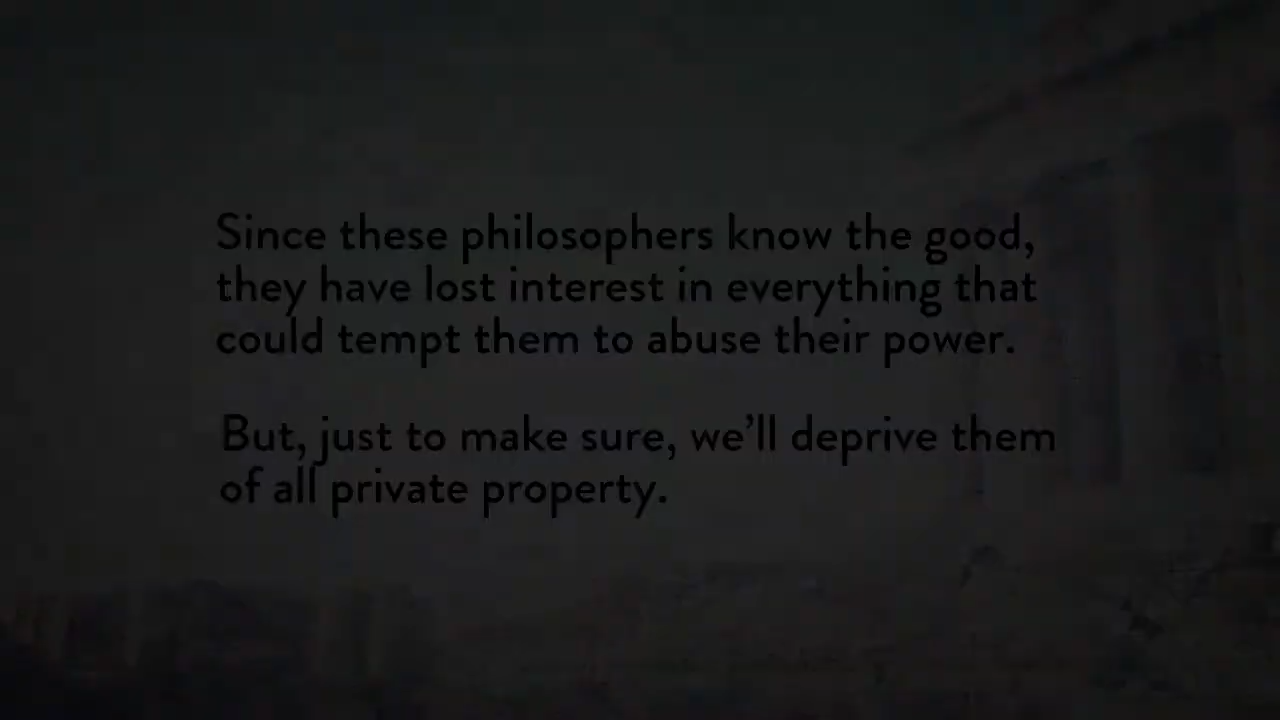 Since these philosophers know the good,
they have lost interest in everything that
could tempt them to abuse their power.
But, just to make sure, we’ll deprive them
of all private property.